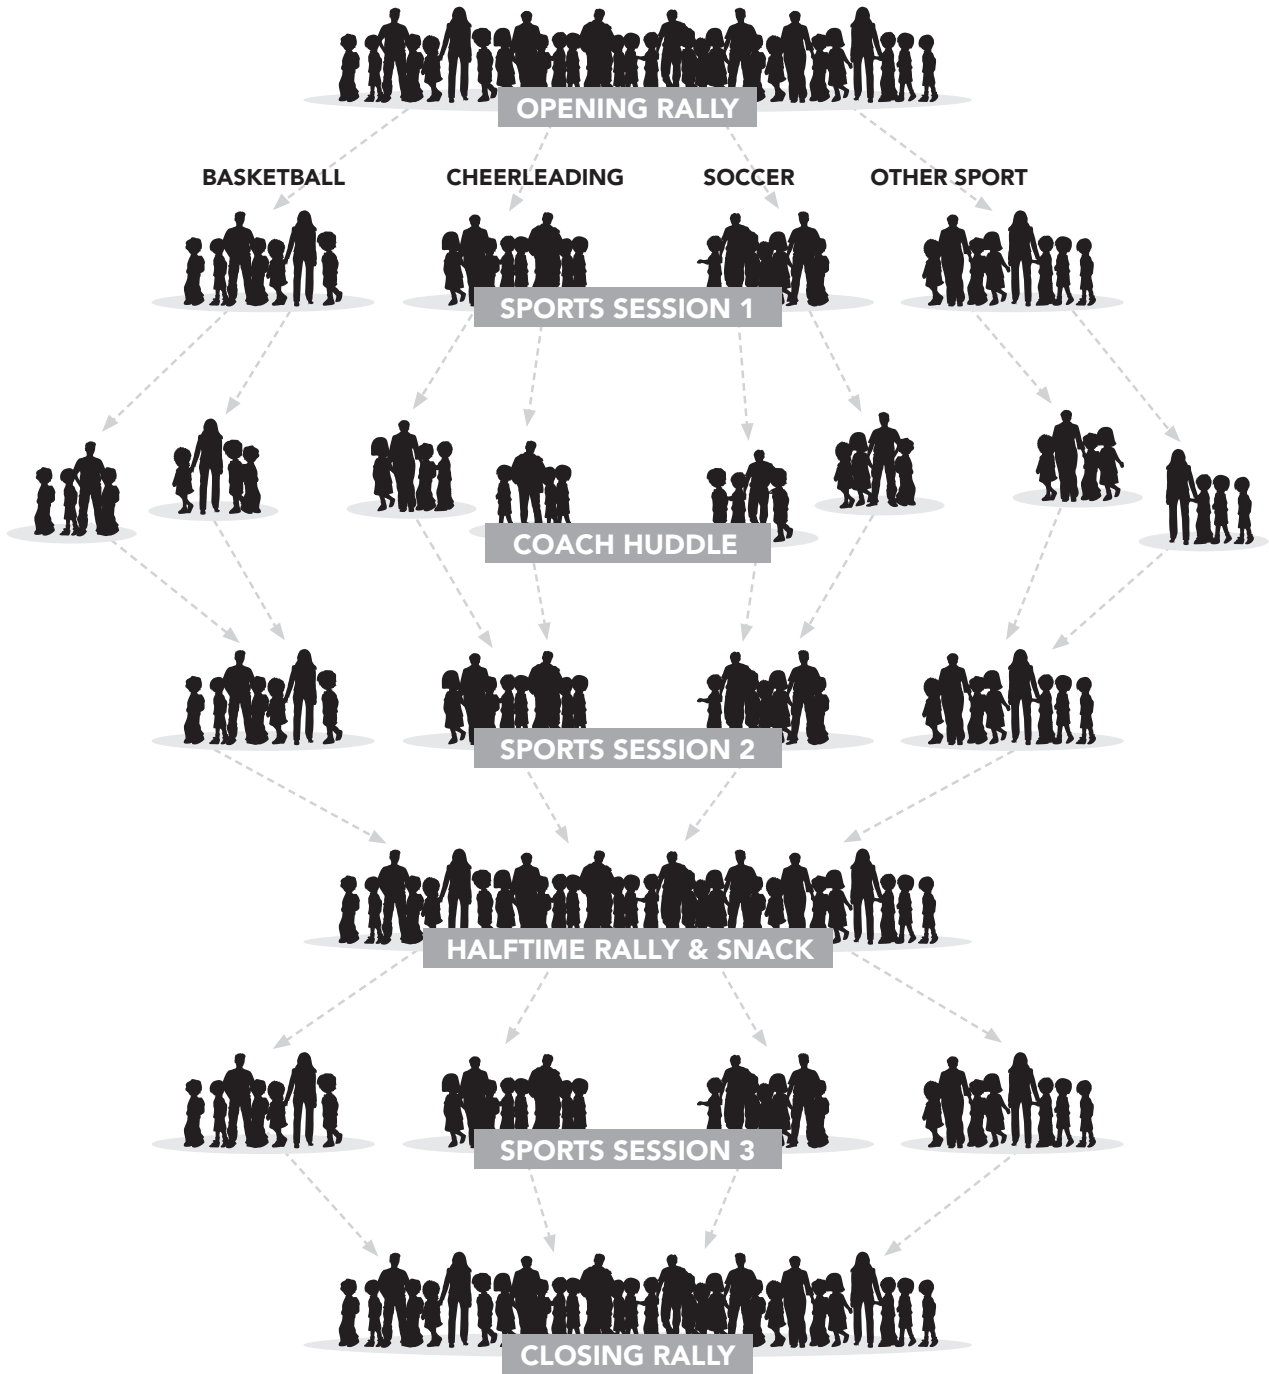 OPENING RALLY
BASKETBALL CHEERLEADING SOCCER OTHER SPORT
SPORTS SESSION 1
COACH HUDDLE
SPORTS SESSION 2
HALFTIME RALLY & SNACK
SPORTS SESSION 3
CLOSING RALLY